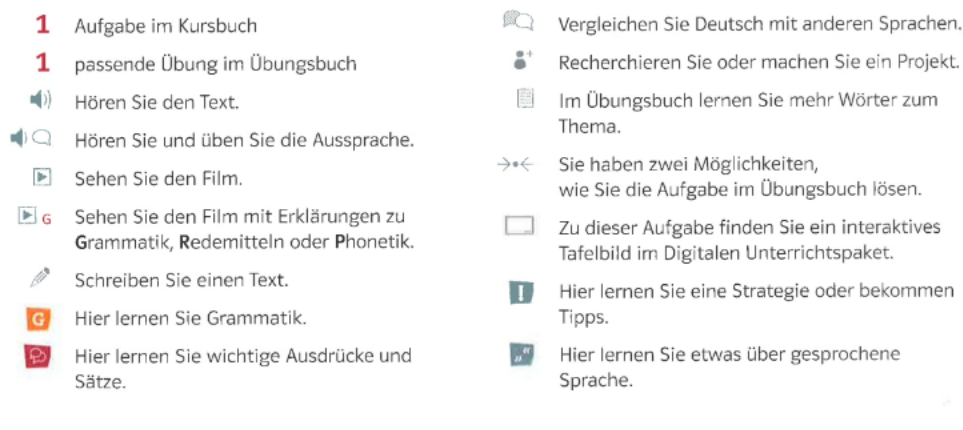 1 Aufgabe im Kursbuch
1 passende Übung im Übungsbuch
Hören Sie den Text.
Hören Sie und üben Sie die Aussprache.
Sehen Sie den Film.
G Sehen Sie den Film mit Erklärungen zu
Grammatik, Redemitteln oder Phonetik.
Schreiben Sie einen Text.
G Hier lernen Sie Grammatik.
Hier lernen Sie wichtige Ausdrücke und
Sätze.
Vergleichen Sie Deutsch mit anderen Sprachen.
Recherchieren Sie oder machen Sie ein Projekt.
Im Übungsbuch lernen Sie mehr Wörter zum
Thema.
Sie haben zwei Möglichkeiten,
wie Sie die Aufgabe im Übungsbuch lösen.
Zu dieser Aufgabe finden Sie ein interaktives
Tafelbild im Digitalen Unterrichtspaket.
! Hier lernen Sie eine Strategie oder bekommen
Tipps.
„“ Hier lernen Sie etwas über gesprochene
Sprache.